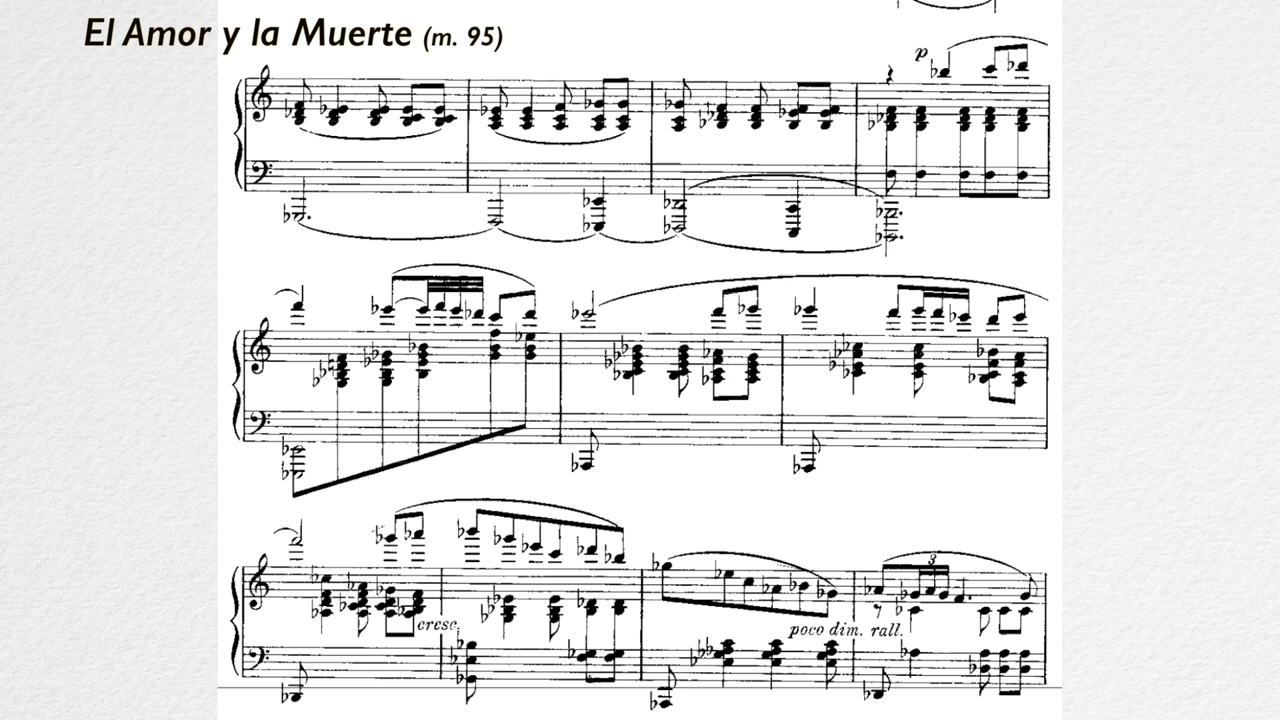 El Amor y la Muerte (m. 95)
p
cresc.
3
poco dim. rall.